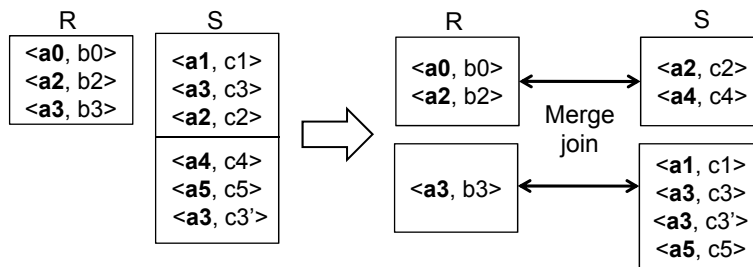 R
<a0, b0>
<a2, b2>
<a3, b3>
S
<a1, c1>
<a3, c3>
<a2, c2>
<a4, c4>
<a5, c5>
<a3, c3'>
R
<a0, b0>
<a2, b2>
<a3, b3>
Merge
join
S
<a2, c2>
<a4, c4>
<a1, c1>
<a3, c3>
<a3, c3'>
<a5, c5>